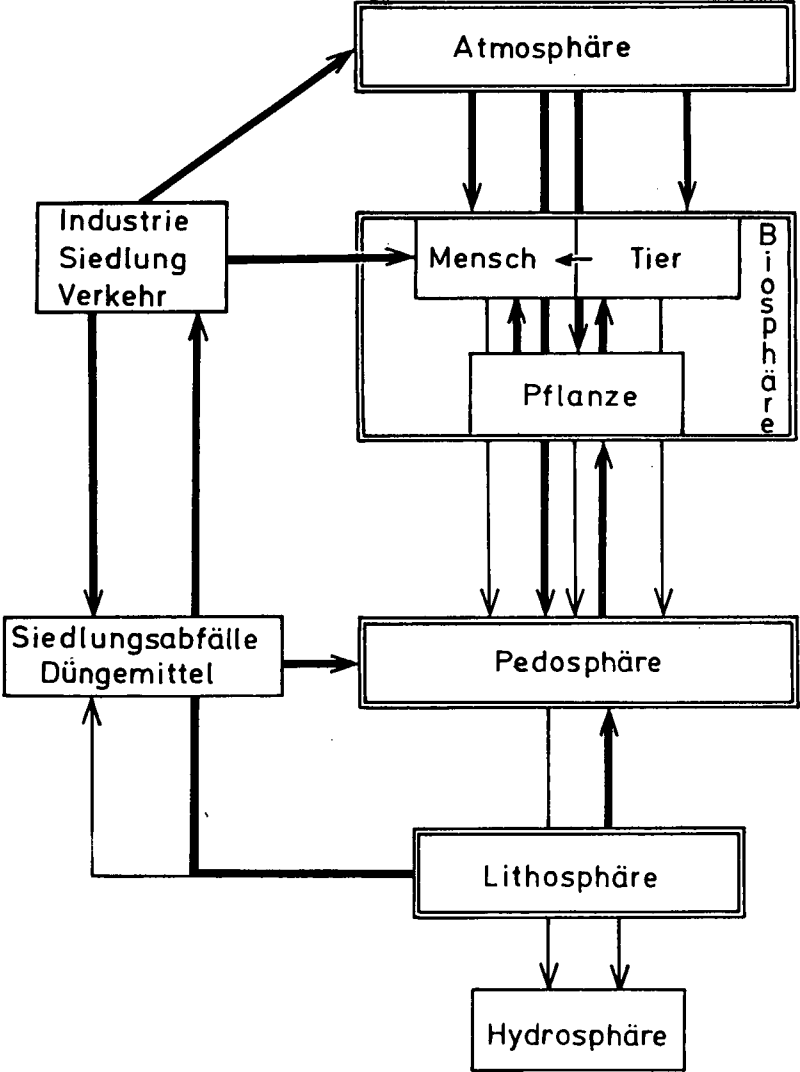 Atmosphäre
Industrie
Siedlung
Verkehr
Mensch
Tier
Biosphäre
Pflanze
Siedlungsabfälle
Düngemittel
Pedosphäre
Lithosphäre
Hydrosphäre